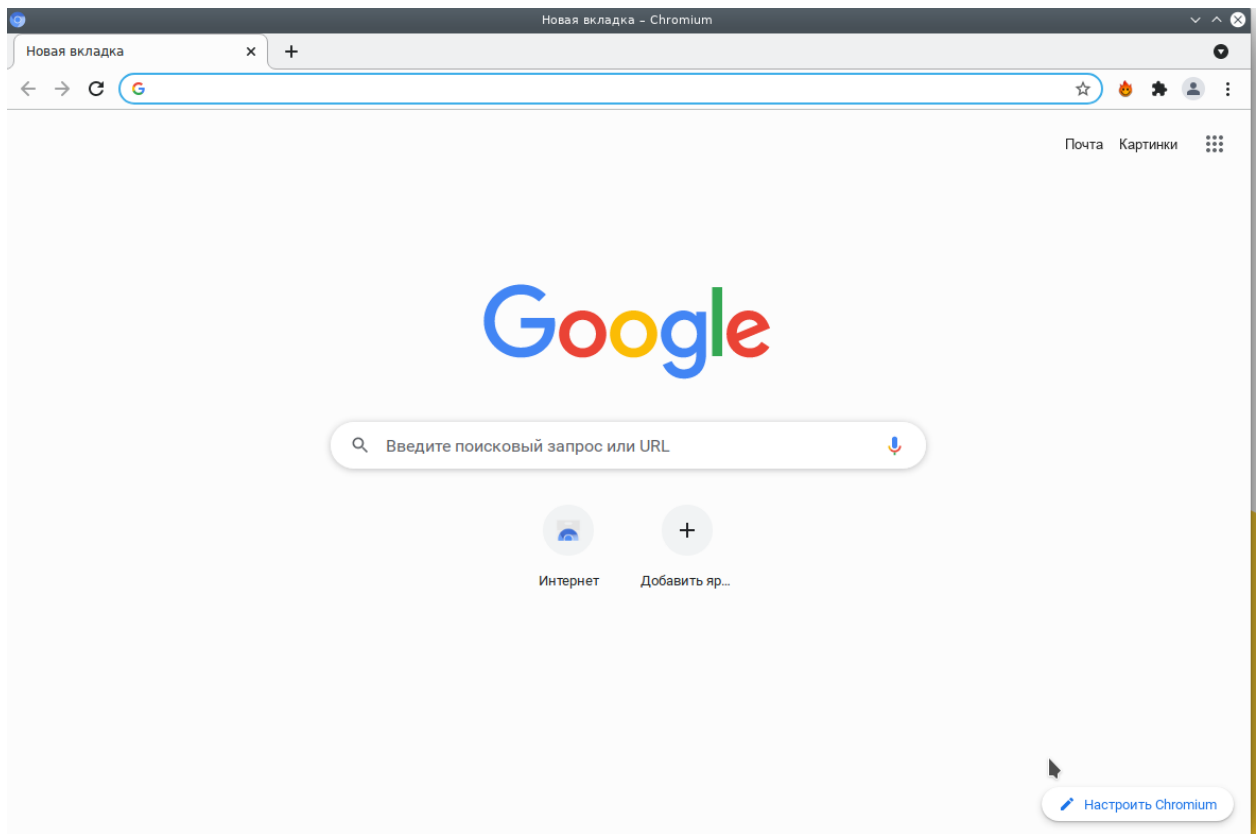 Новая вкладка – Chromium
Новая вкладка
Почта Картинки
Google
Введите поисковый запрос или URL
Интернет Добавить яр...
Настроить Chromium